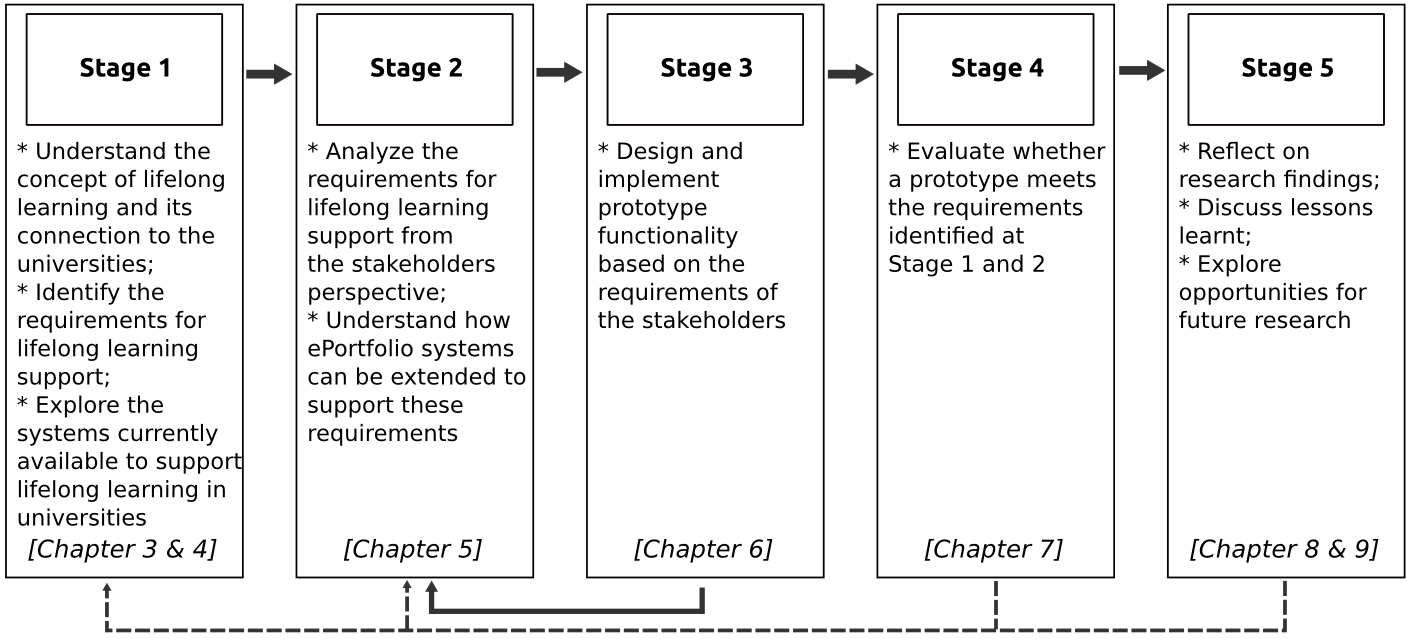 Stage 1
* Understand the
concept of lifelong
learning and its
connection to the
universities;
* Identify the
requirements for
lifelong learning
support;
* Explore the
systems currently
available to support
lifelong learning in
universities
[Chapter 3 & 4]
Stage 2
* Analyze the
requirements for
lifelong learning
support from
the stakeholders
perspective;
* Understand how
ePortfolio systems
can be extended to
support these
requirements
[Chapter 5]
Stage 3
* Design and
implement
prototype
functionality
based on the
requirements of
the stakeholders
[Chapter 6]
Stage 4
* Evaluate whether
a prototype meets
the requirements
identified at
Stage 1 and 2
[Chapter 7]
Stage 5
* Reflect on
research findings;
* Discuss lessons
learnt;
* Explore
opportunities for
future research
[Chapter 8 & 9]